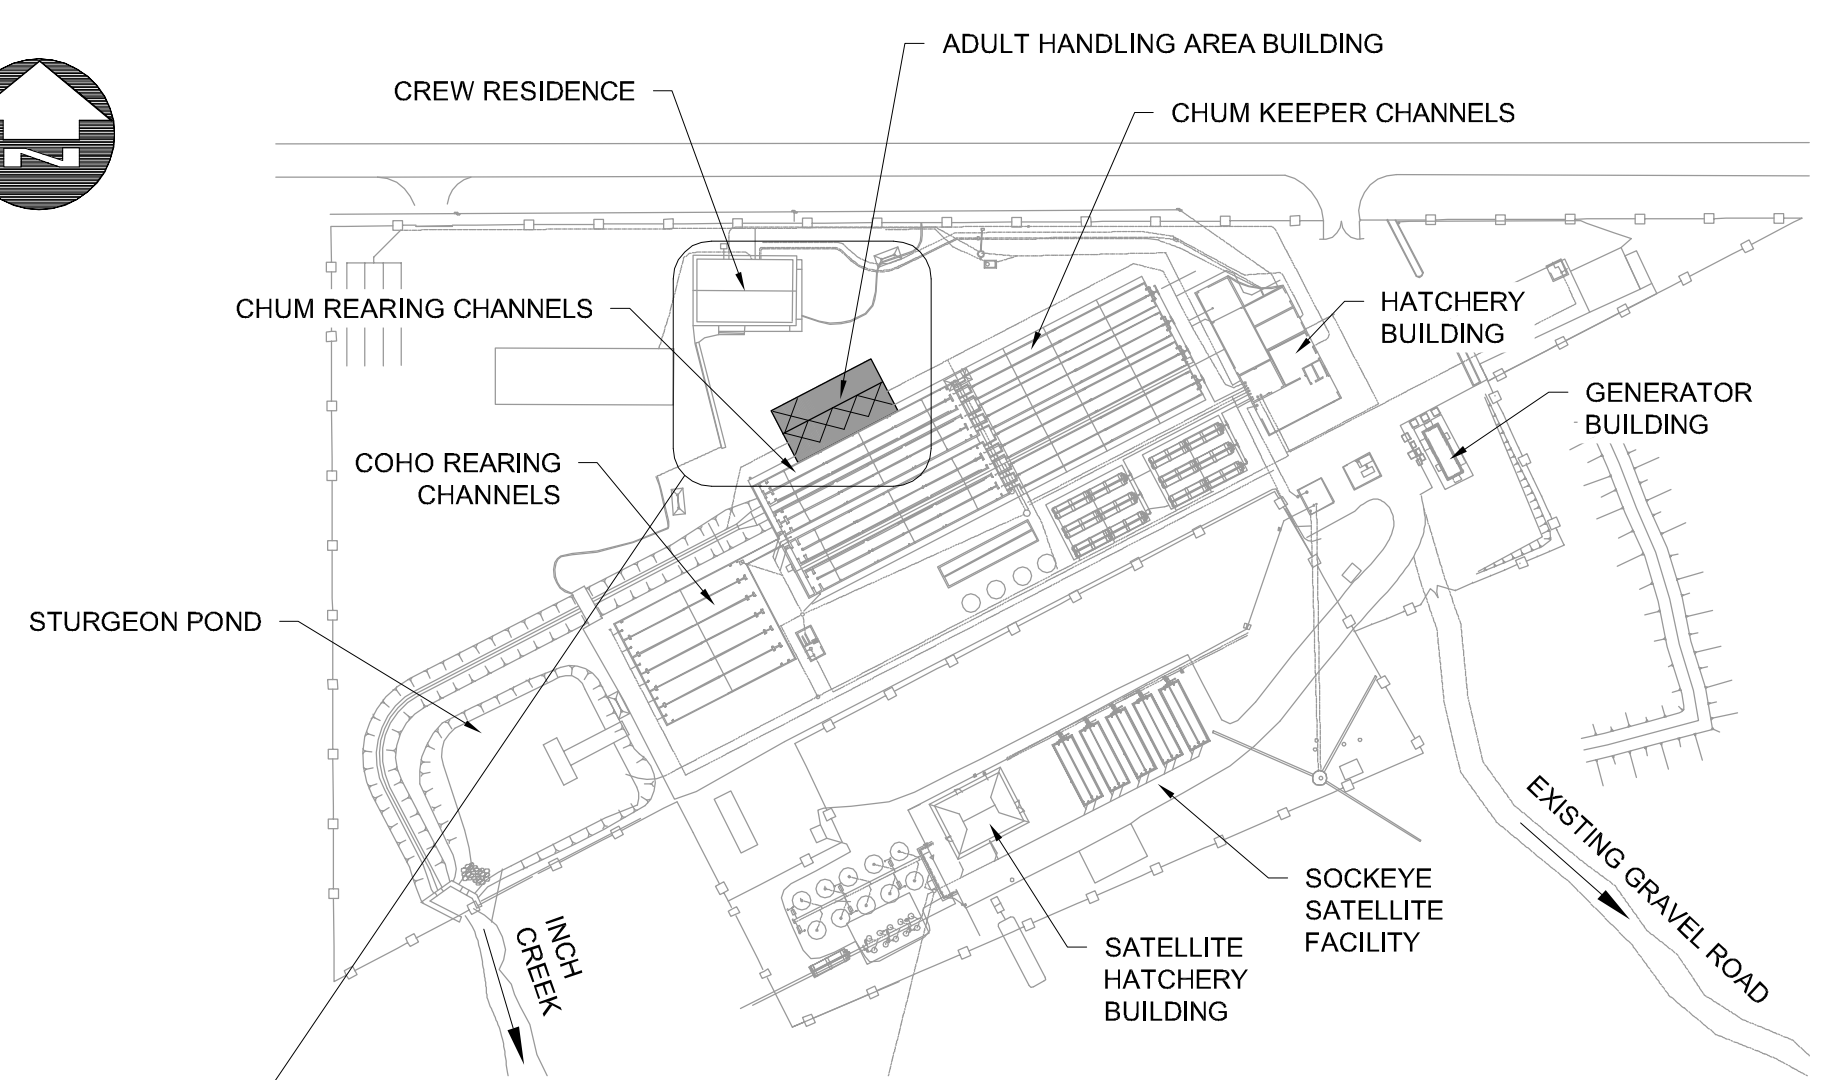 ADULT HANDLING AREA BUILDING
CREW RESIDENCE
CHUM KEEPER CHANNELS
N
CHUM REARING CHANNELS
HATCHERY
BUILDING
GENERATOR
BUILDING
COHO REARING
CHANNELS
STURGEON POND
EXISTING GRAVEL ROAD
SOCKEYE
SATELLITE
FACILITY
INCH
CREEK
SATELLITE
HATCHERY
BUILDING